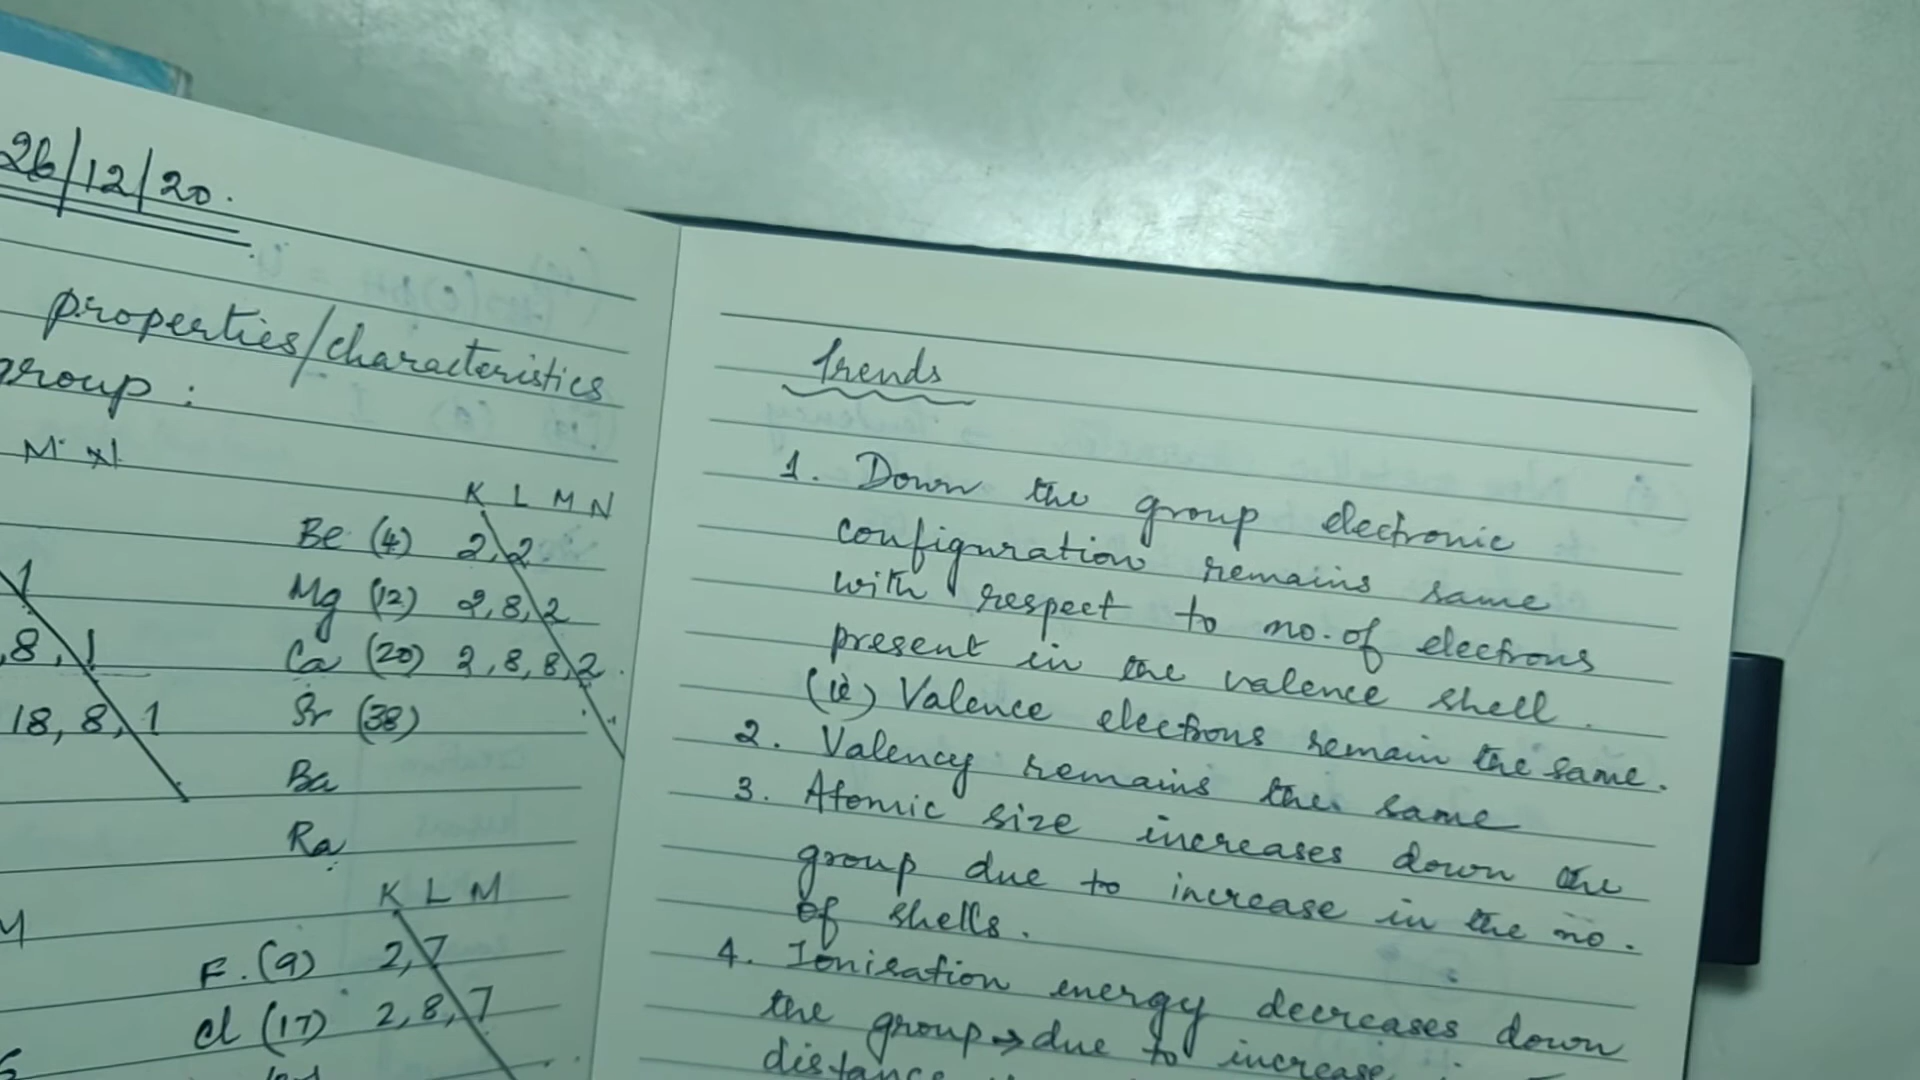 26/12/20.
properties/characteristics
group :
M N
K L M N
Be (4) 2,2
Mg (12) 2,8,2
1
Ca (20) 2,8,8,2
,8,1
Sr (38)
18, 8, 1
Ba
Ra
K L M
M
F. (9) 2,7
Cl (17) 2,8,7
Trends
1. Down the group electronic
configuration remains same
with respect to no. of electrons
present in the valence shell.
(ie) Valence electrons remain the same.
2. Valency remains the same
3. Atomic size increases down the
group due to increase in the no.
of shells.
4. Ionisation energy decreases down
the group → due to increase
distance